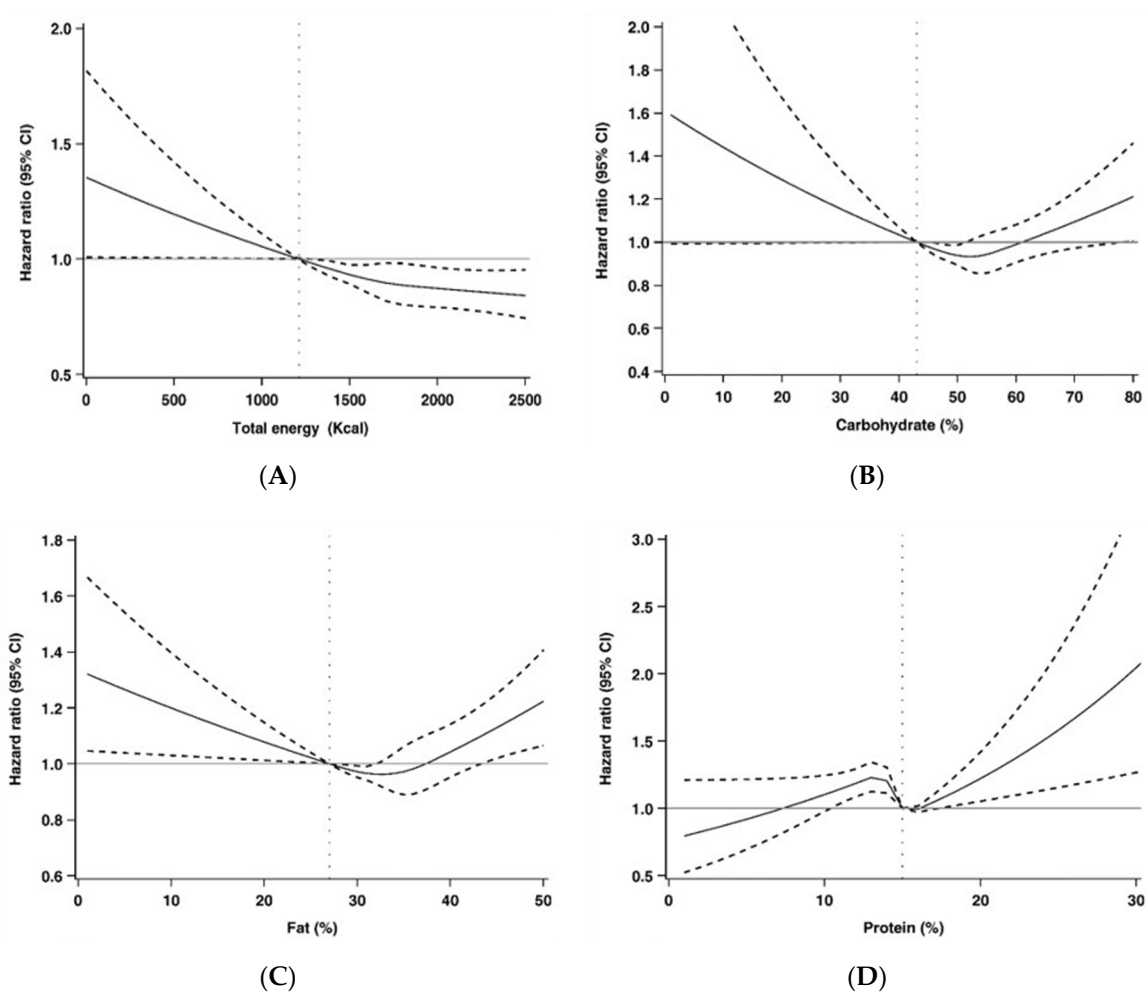 2.0
1.5
1.0
0.5
Hazard ratio (95% CI)
0 500 1000 1500 2000 2500
Total energy (Kcal)
(A)
2.0
1.8
1.6
1.4
1.2
1.0
0.8
0.6
0.4
Hazard ratio (95% CI)
0 10 20 30 40 50 60 70 80
Carbohydrate (%)
(B)
1.8
1.6
1.4
1.2
1.0
0.8
0.6
Hazard ratio (95% CI)
0 10 20 30 40 50
Fat (%)
(C)
3.0
2.5
2.0
1.5
1.0
0.5
Hazard ratio (95% CI)
0 10 20 30
Protein (%)
(D)